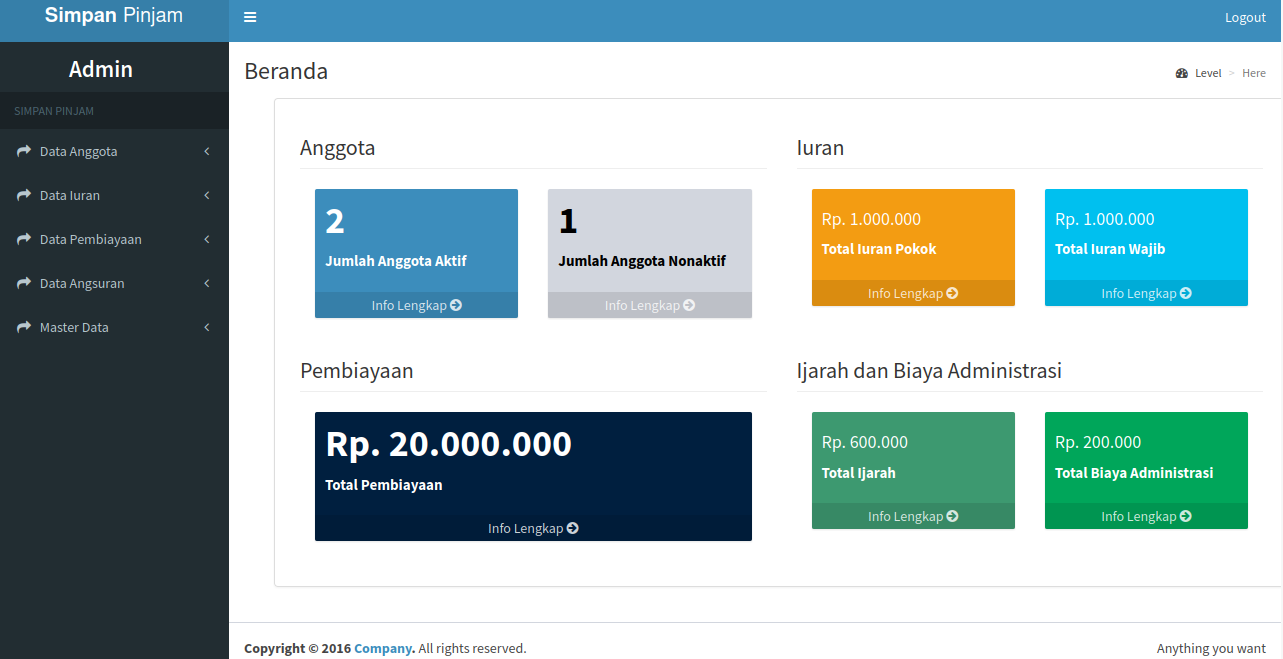 Simpan Pinjam
Logout
Admin
SIMPAN PINJAM
Data Anggota
Data Iuran
Data Pembiayaan
Data Angsuran
Master Data
Beranda
Level > Here
Anggota
2
Jumlah Anggota Aktif
Info Lengkap
1
Jumlah Anggota Nonaktif
Info Lengkap
Iuran
Rp. 1.000.000
Total Iuran Pokok
Info Lengkap
Rp. 1.000.000
Total Iuran Wajib
Info Lengkap
Pembiayaan
Rp. 20.000.000
Total Pembiayaan
Info Lengkap
Ijarah dan Biaya Administrasi
Rp. 600.000
Total Ijarah
Info Lengkap
Rp. 200.000
Total Biaya Administrasi
Info Lengkap
Copyright © 2016 Company. All rights reserved.
Anything you want